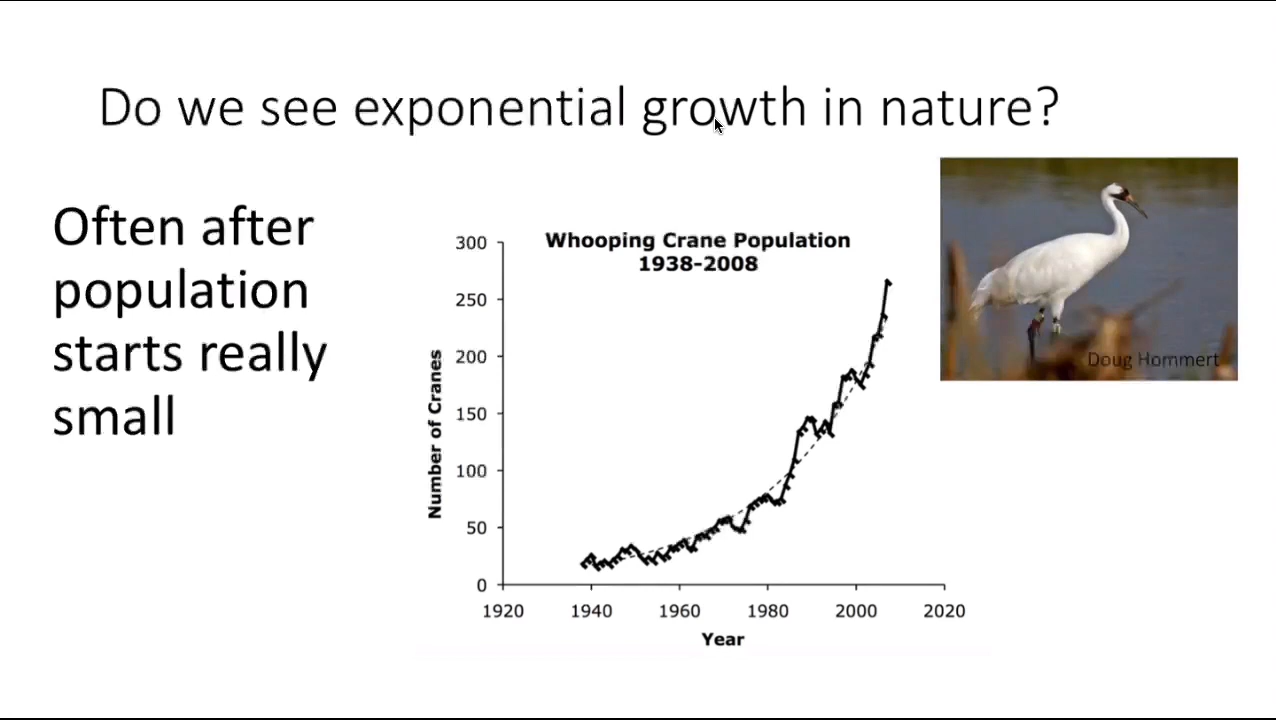 Do we see exponential growth in nature?
Often after
population
starts really
small
Whooping Crane Population
1938-2008
300
250
200
150
100
50
0
Number of Cranes
1920 1940 1960 1980 2000 2020
Year
Doug Hommert